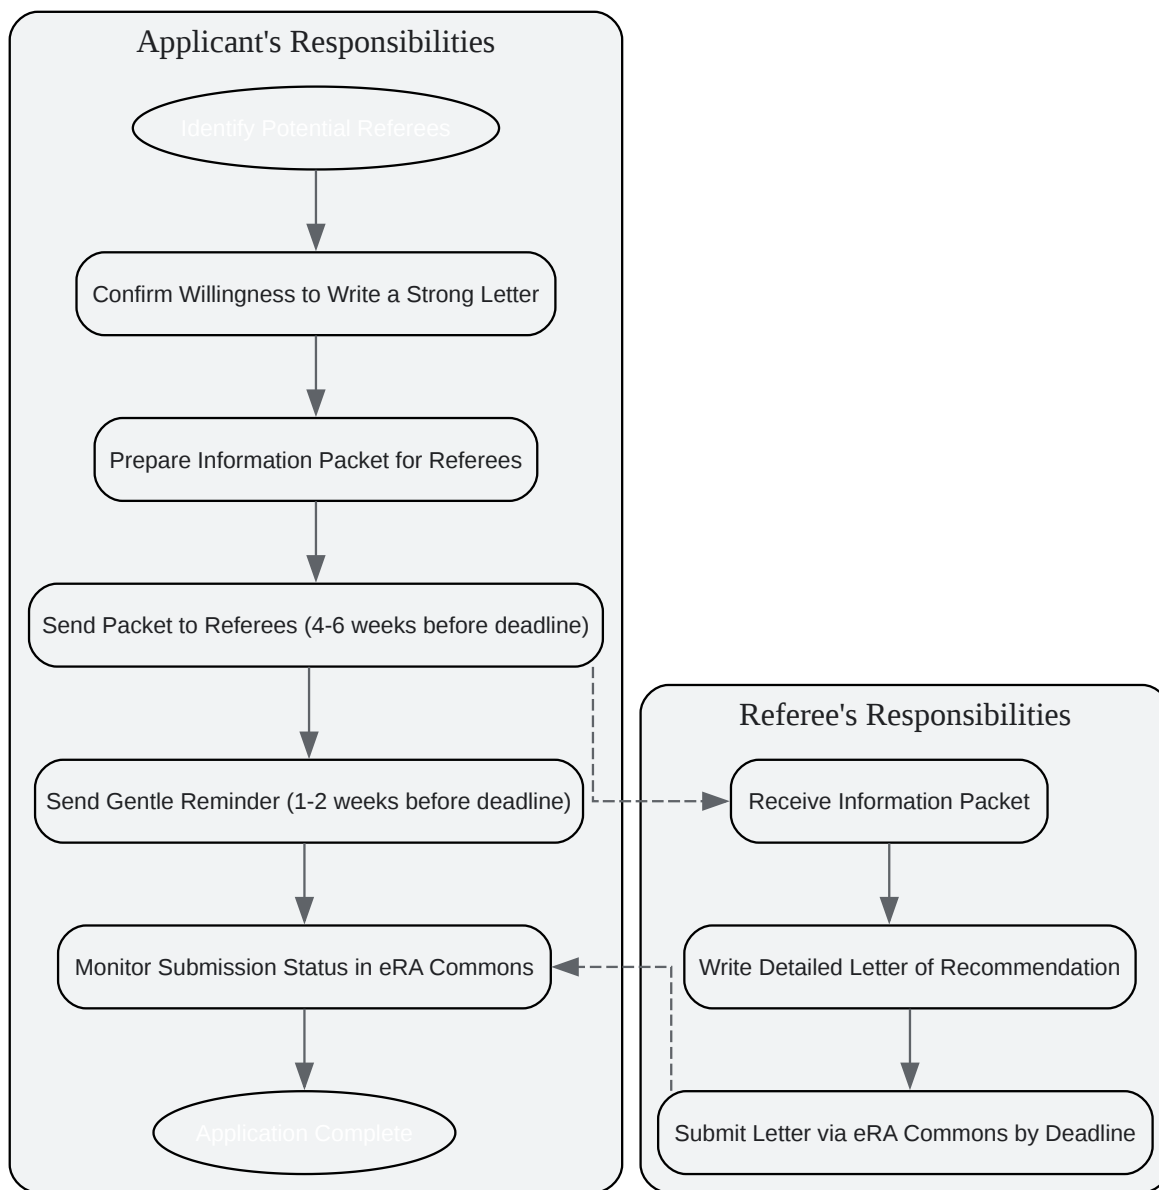 Applicant's Responsibilities
Identify Potential Referees
Confirm Willingness to Write a Strong Letter
Prepare Information Packet for Referees
Send Packet to Referees (4-6 weeks before deadline)
Send Gentle Reminder (1-2 weeks before deadline)
Monitor Submission Status in eRA Commons
Application Complete
Referee's Responsibilities
Receive Information Packet
Write Detailed Letter of Recommendation
Submit Letter via eRA Commons by Deadline